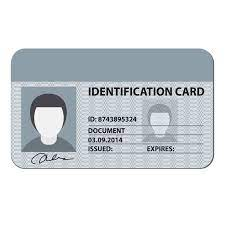 IDENTIFICATION CARD
ID: 8743895324
DOCUMENT
03.09.2014
ISSUED: EXPIRES: